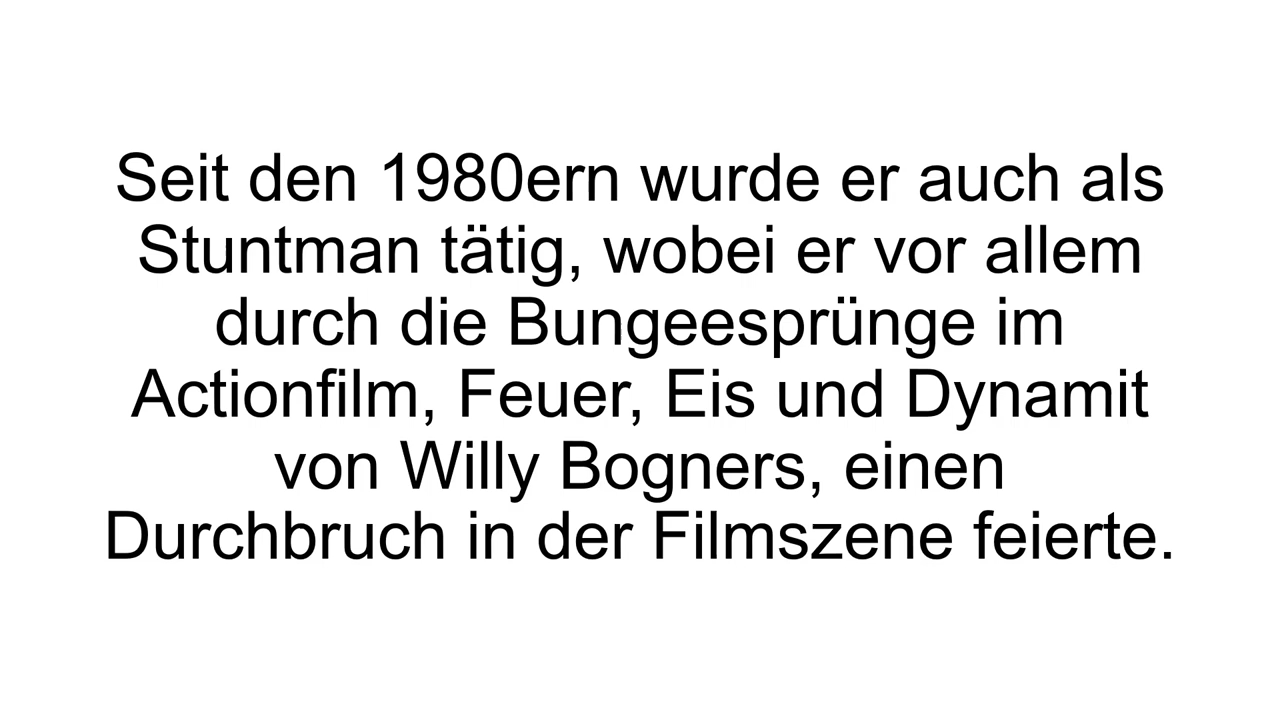 Seit den 1980ern wurde er auch als
Stuntman tätig, wobei er vor allem
durch die Bungeesprünge im
Actionfilm, Feuer, Eis und Dynamit
von Willy Bogners, einen
Durchbruch in der Filmszene feierte.